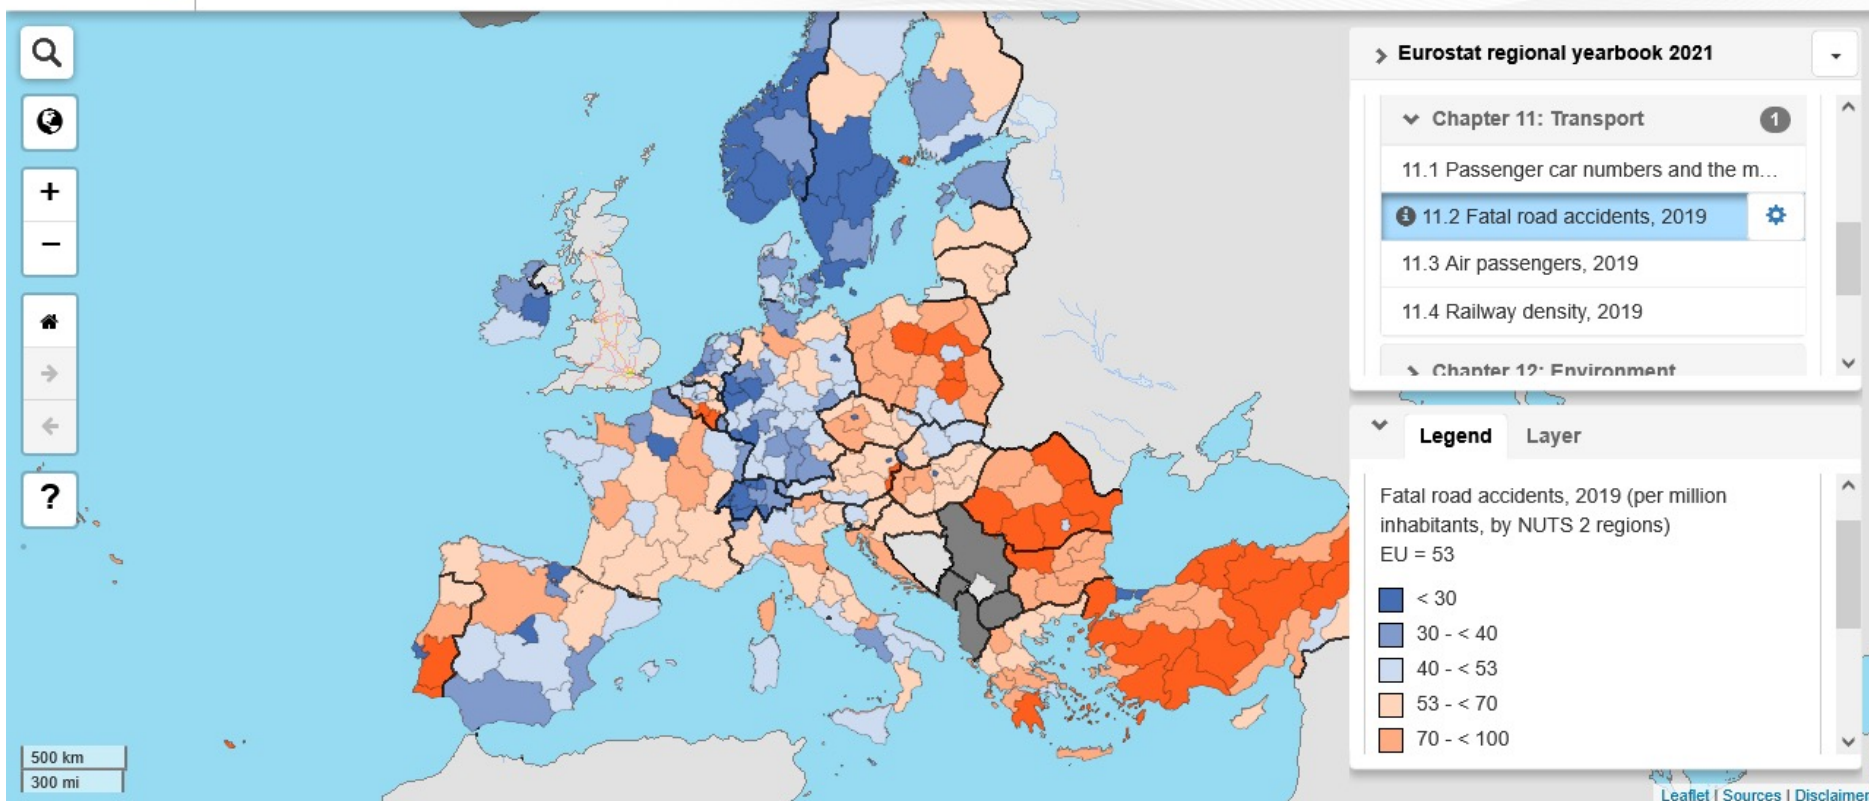 Eurostat regional yearbook 2021
Chapter 11: Transport
1
11.1 Passenger car numbers and the m...
11.2 Fatal road accidents, 2019
11.3 Air passengers, 2019
11.4 Railway density, 2019
Chapter 12: Environment
+
−
?
Legend
Layer
Fatal road accidents, 2019 (per million
inhabitants, by NUTS 2 regions)
EU = 53
< 30
30 - < 40
40 - < 53
53 - < 70
70 - < 100
500 km
300 mi
Leaflet | Sources | Disclaimer